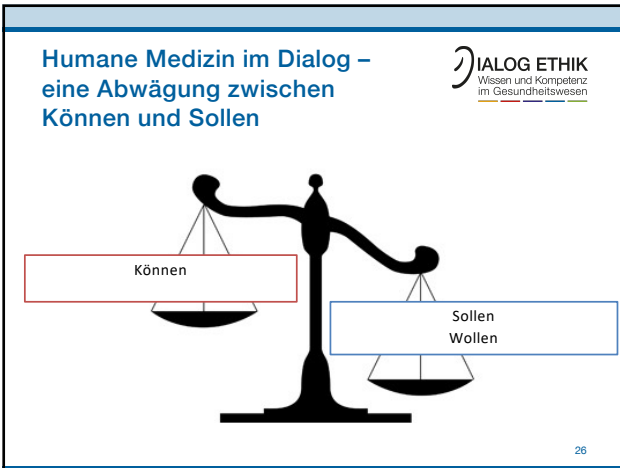 Humane Medizin im Dialog –
eine Abwägung zwischen
Können und Sollen
DIALOG ETHIK
Wissen und Kompetenz
im Gesundheitswesen
Können
Sollen
Wollen
26